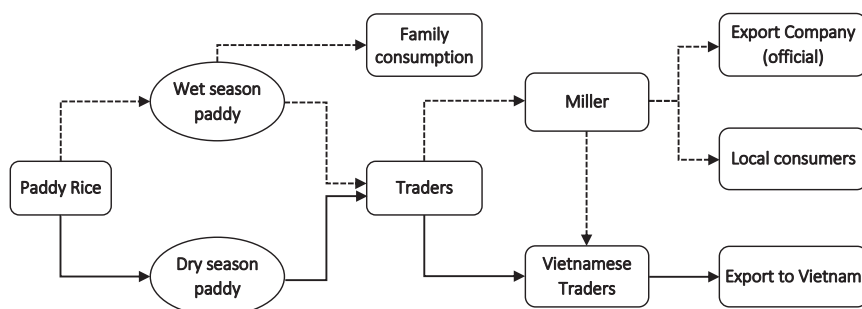 Family
consumption
Export Company
(official)
Wet season
paddy
Miller
Local consumers
Paddy Rice
Traders
Dry season
paddy
Vietnamese
Traders
Export to Vietnam